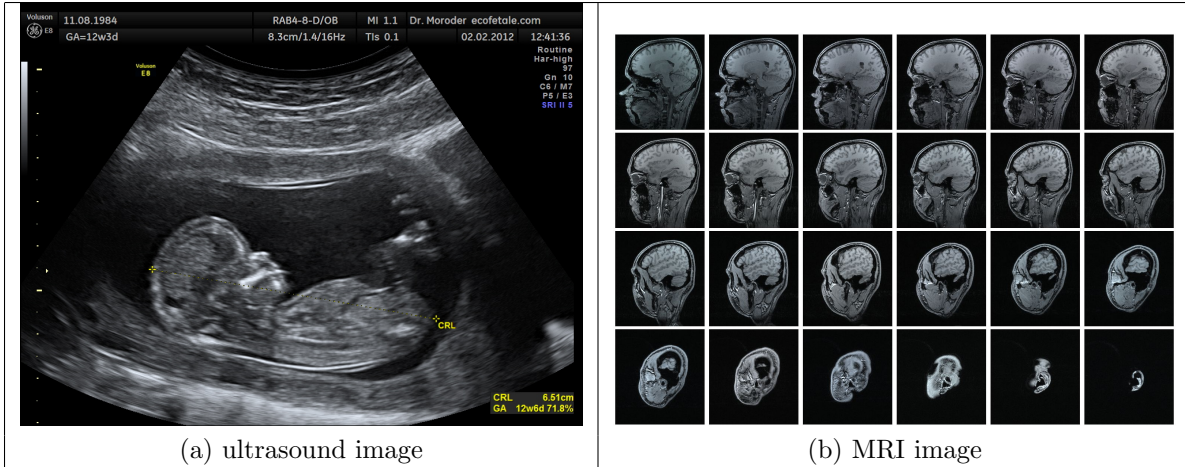 Voluson 11.08.1984 RAB4-8-D/OB MI 1.1 Dr. Moroder ecofetale.com
E8 GA=12w3d 8.3cm/1.4/16Hz TIs 0.1 02.02.2012 12:41:36
Routine
Har-high
97
Gn 10
C6 / M7
P5 / E3
SRI II 5
Voluson
E8
CRL
CRL 6.51cm
GA 12w6d 71.8%
(a) ultrasound image
(b) MRI image